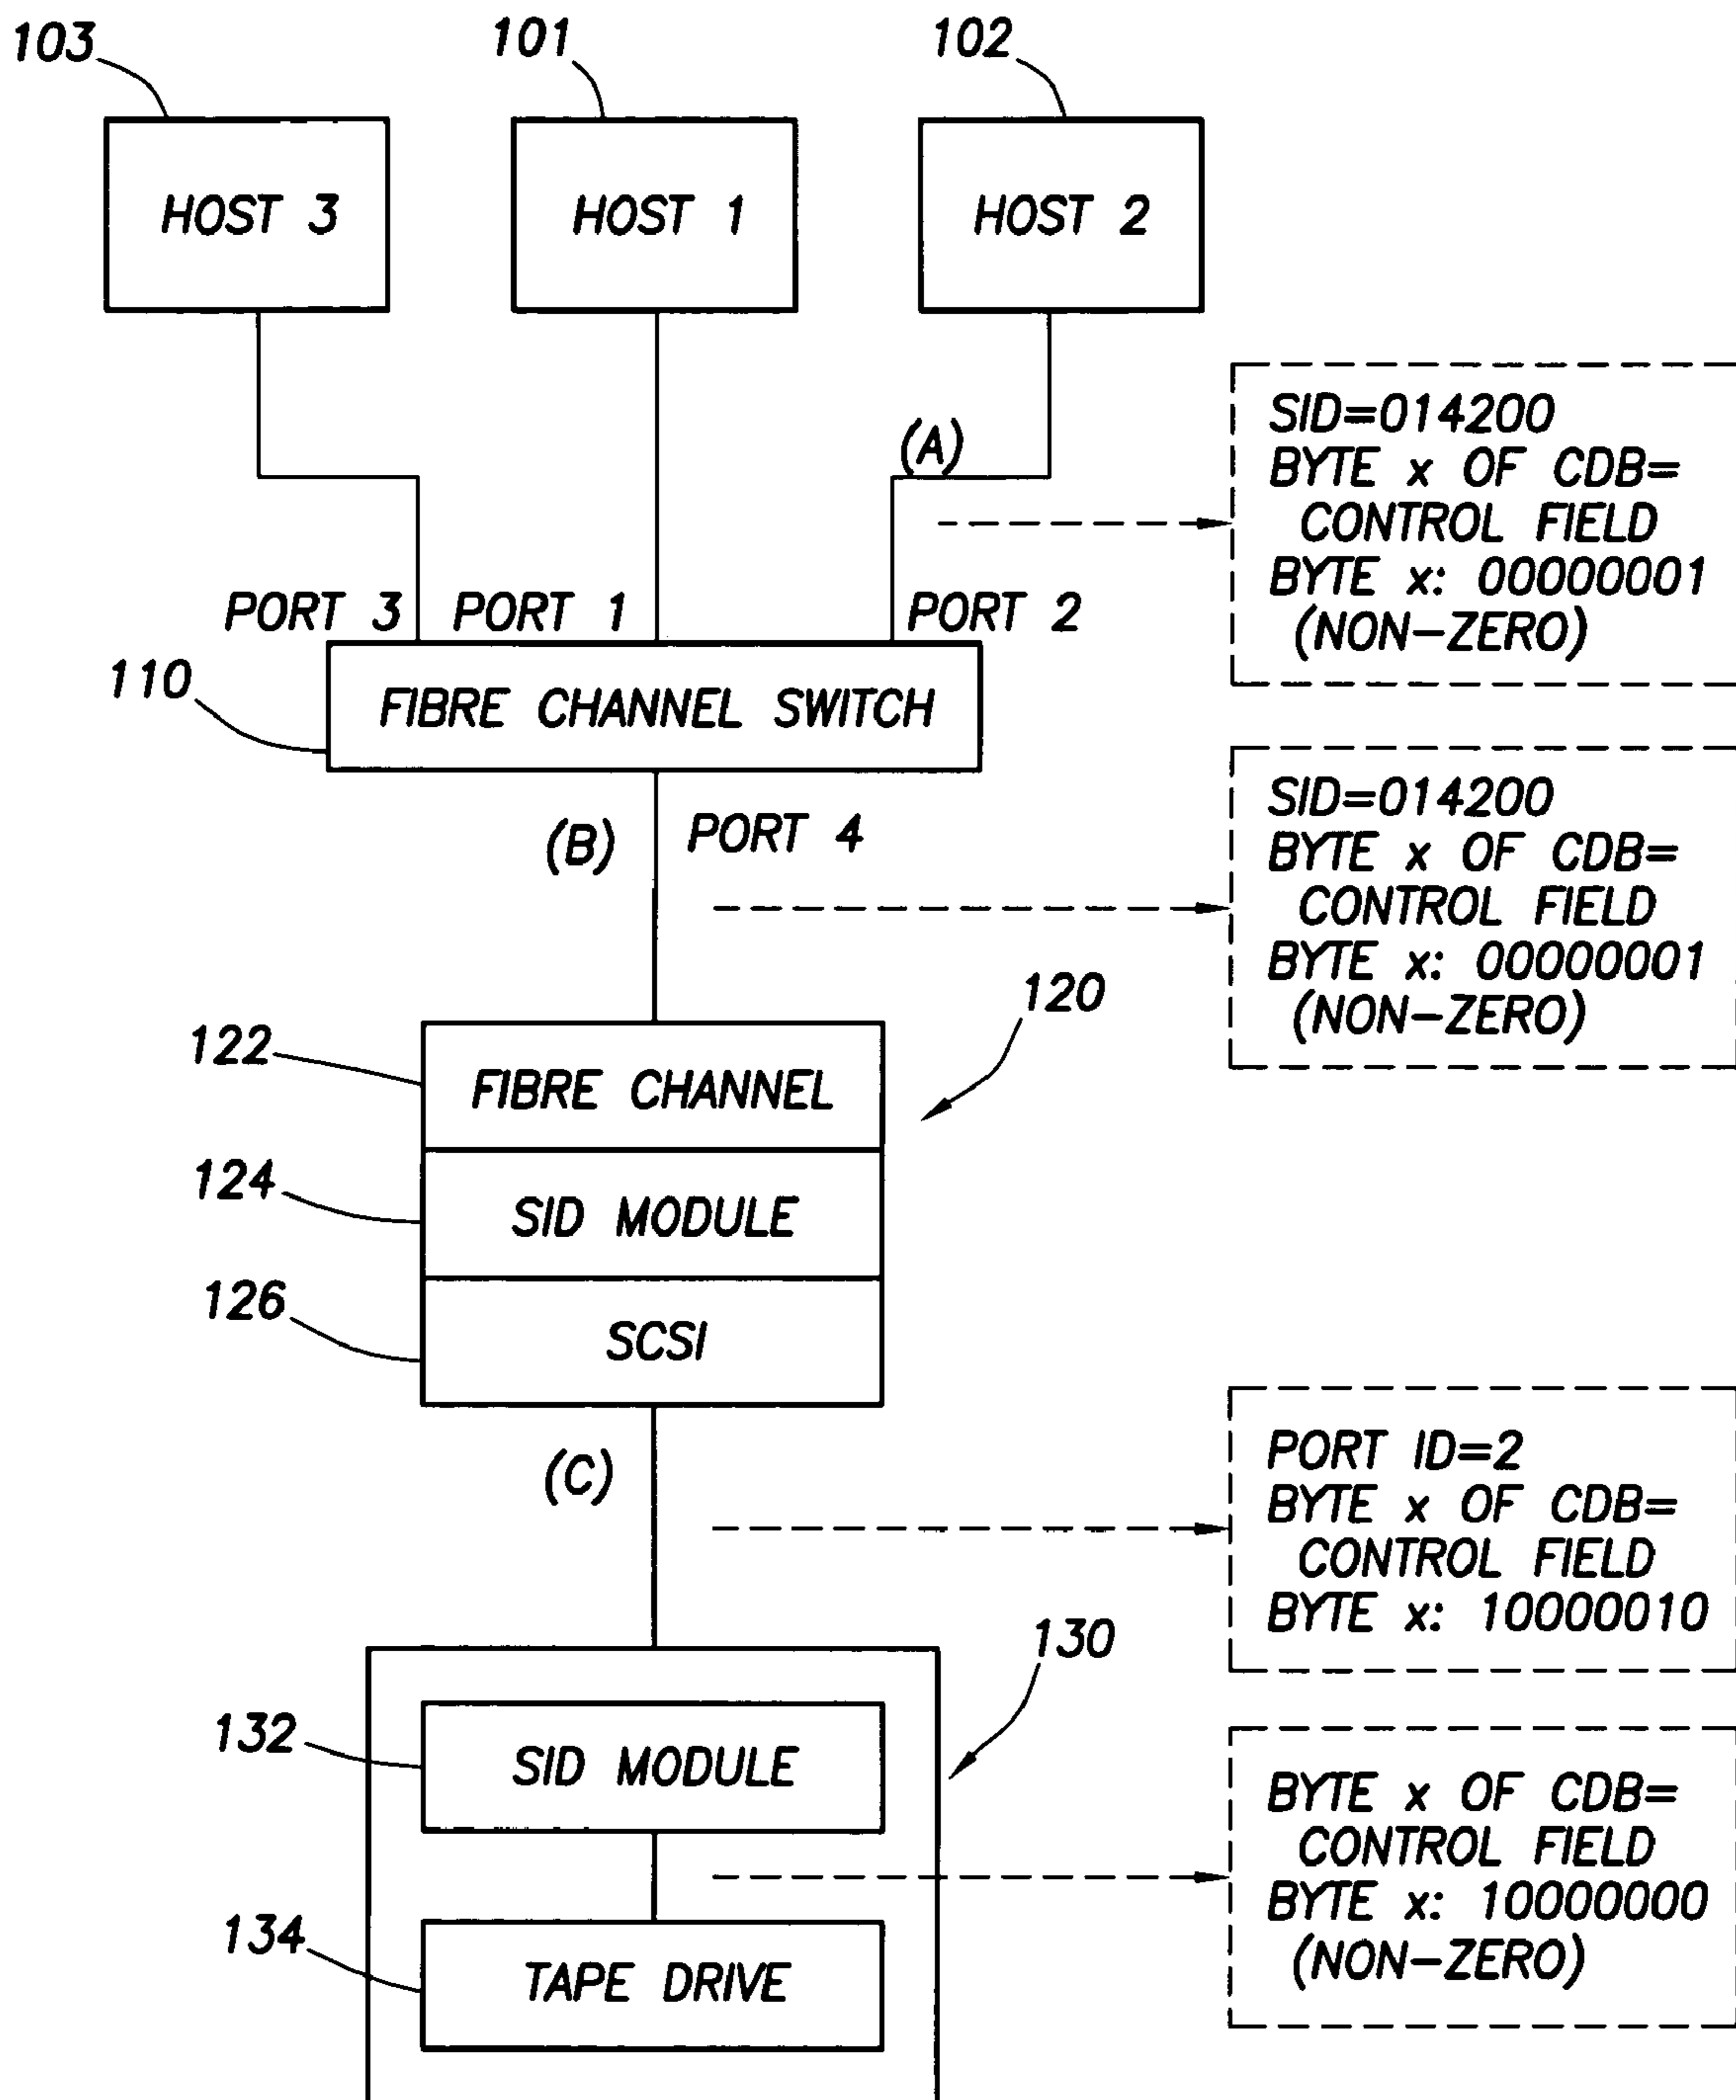 103
101
102
HOST 3
HOST 1
HOST 2
(A)
SID=014200
BYTE x OF CDB=
CONTROL FIELD
BYTE x: 00000001
(NON-ZERO)
PORT 3
PORT 1
PORT 2
110
FIBRE CHANNEL SWITCH
(B)
PORT 4
SID=014200
BYTE x OF CDB=
CONTROL FIELD
BYTE x: 00000001
(NON-ZERO)
120
122
FIBRE CHANNEL
124
SID MODULE
126
SCSI
(C)
PORT ID=2
BYTE x OF CDB=
CONTROL FIELD
BYTE x: 10000010
130
132
SID MODULE
BYTE x OF CDB=
CONTROL FIELD
BYTE x: 10000000
(NON-ZERO)
134
TAPE DRIVE